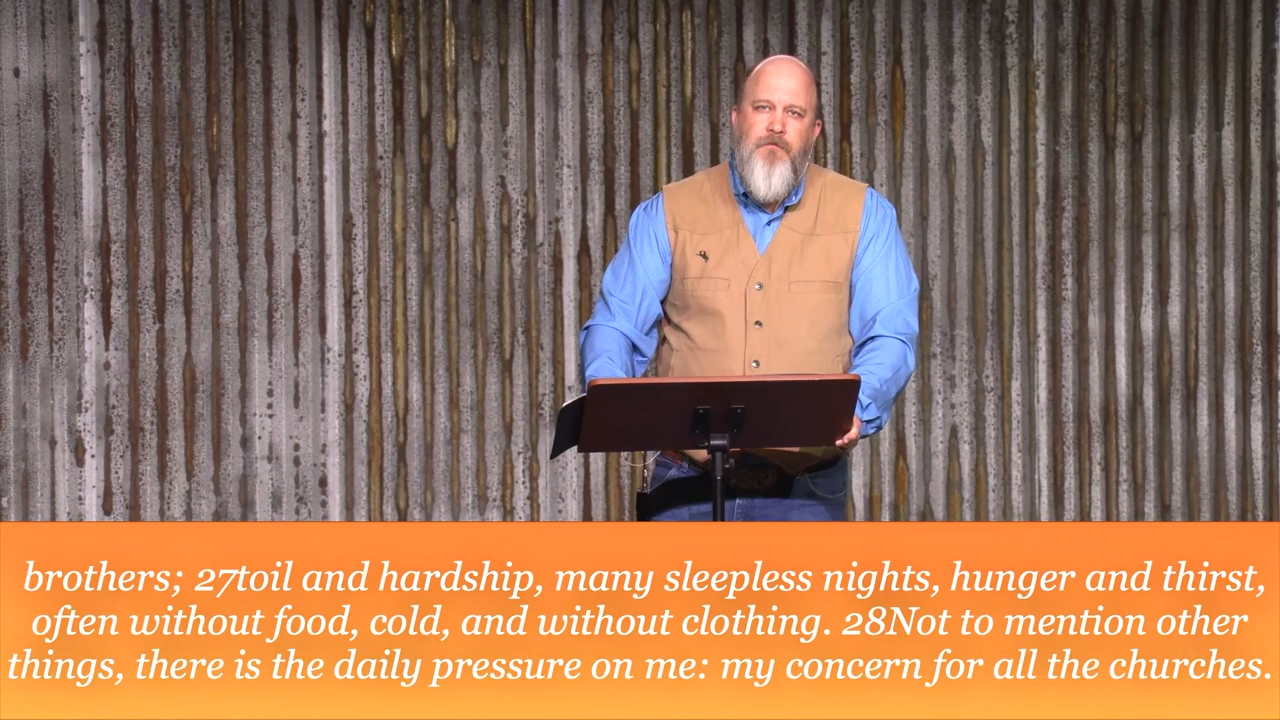 brothers; 27toil and hardship, many sleepless nights, hunger and thirst,
often without food, cold, and without clothing. 28Not to mention other
things, there is the daily pressure on me: my concern for all the churches.